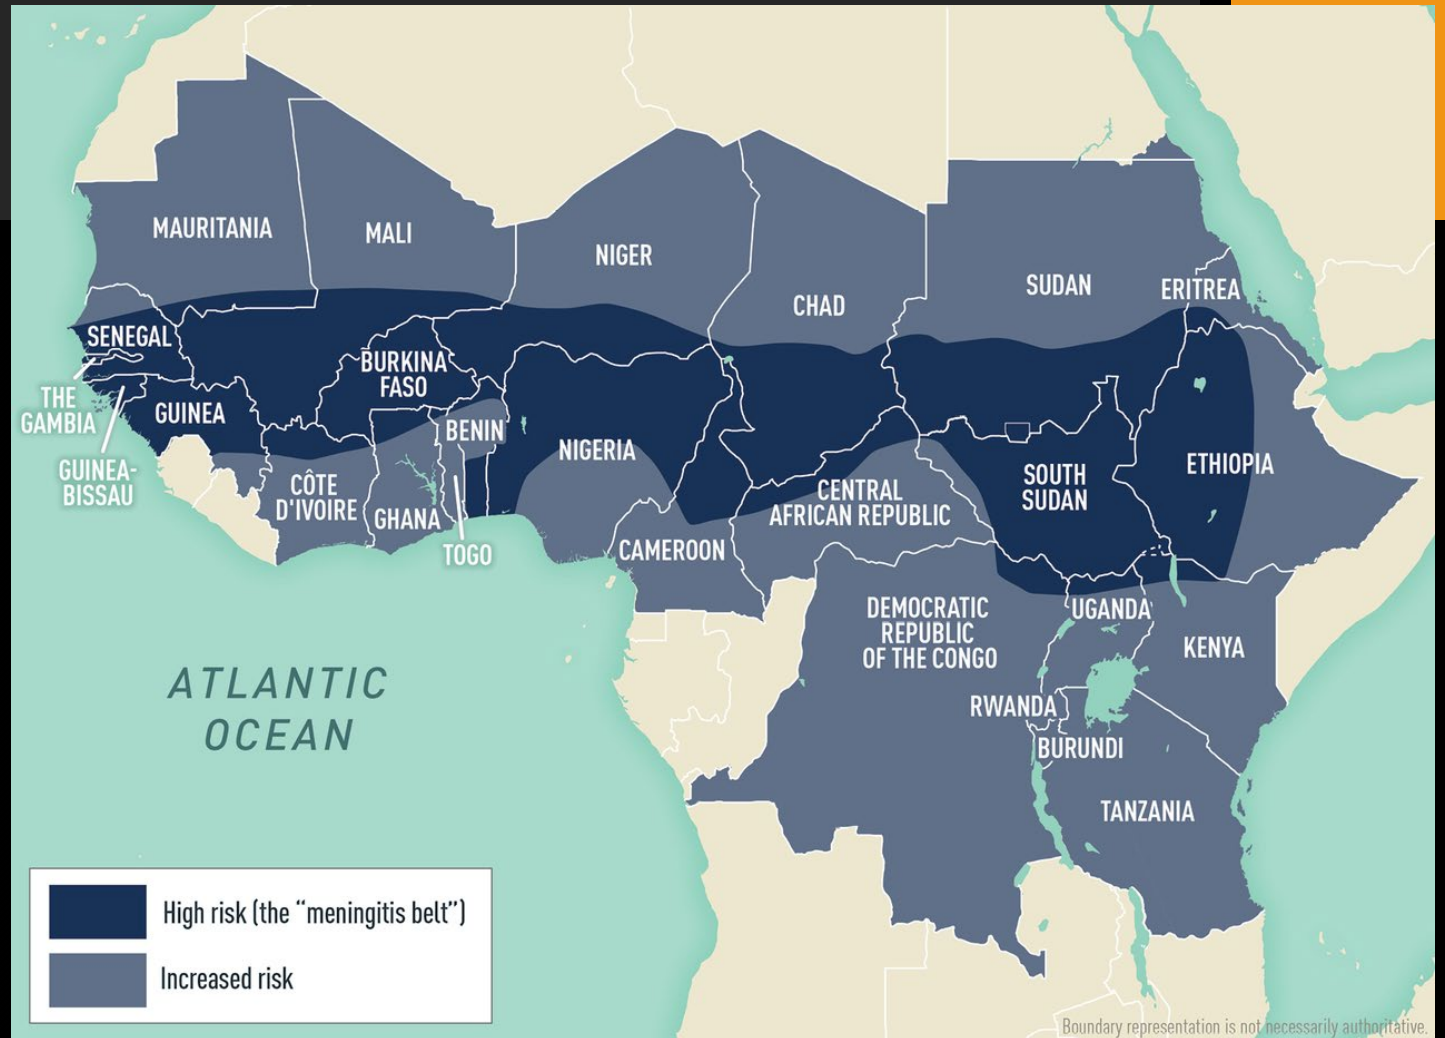 MAURITANIA
MALI
NIGER
CHAD
SUDAN
ERITREA
SENEGAL
THE
GAMBIA
GUINEA-
BISSAU
GUINEA
BURKINA
FASO
BENIN
NIGERIA
CÔTE
D'IVOIRE
GHANA
TOGO
CAMEROON
CENTRAL
AFRICAN REPUBLIC
SOUTH
SUDAN
ETHIOPIA
DEMOCRATIC
REPUBLIC
OF THE CONGO
UGANDA
KENYA
RWANDA
BURUNDI
TANZANIA
ATLANTIC
OCEAN
High risk (the “meningitis belt”)
Increased risk
Boundary representation is not necessarily authoritative.